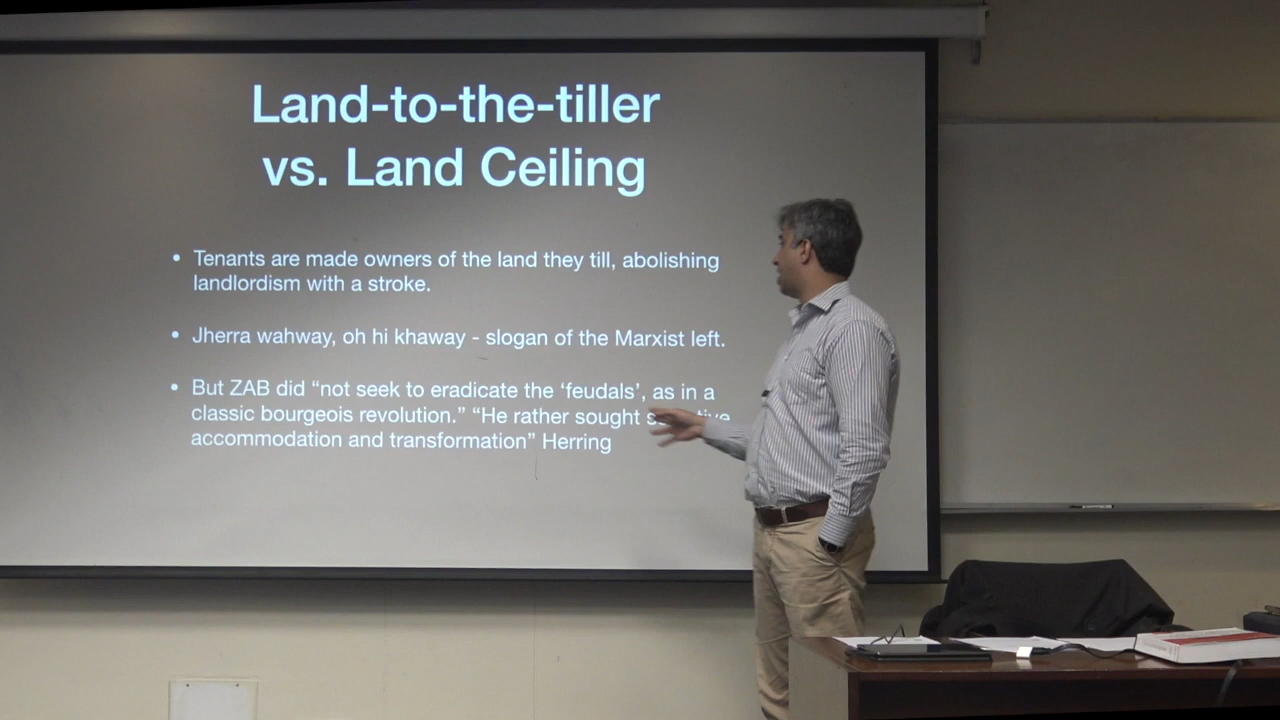 Land-to-the-tiller
vs. Land Ceiling
• Tenants are made owners of the land they till, abolishing
landlordism with a stroke.
• Jherra wahway, oh hi khaway - slogan of the Marxist left.
• But ZAB did “not seek to eradicate the ‘feudals’, as in a
classic bourgeois revolution.” “He rather sought
accommodation and transformation” Herring